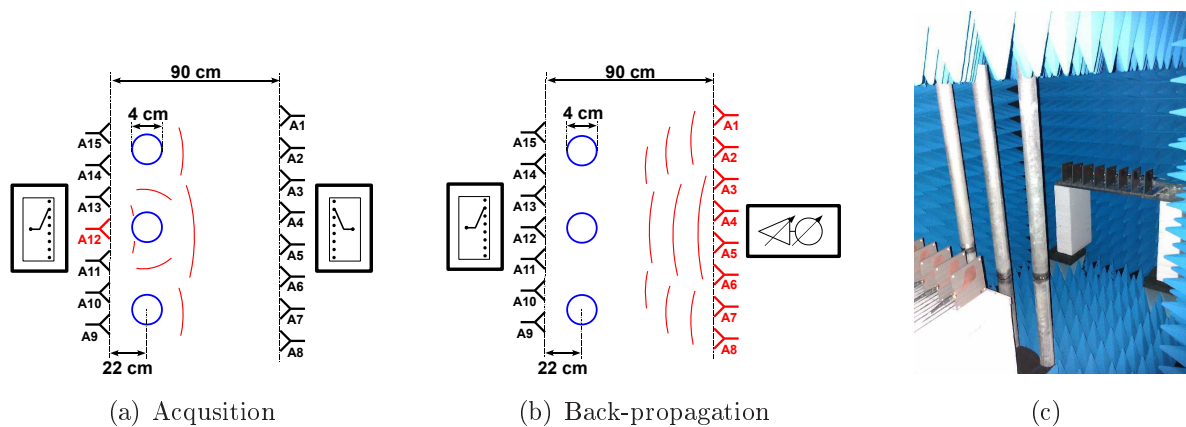 90 cm
4 cm
A15
A14
A13
A12
A11
A10
A9
A1
A2
A3
A4
A5
A6
A7
A8
22 cm
(a) Acqusition
90 cm
4 cm
A15
A14
A13
A12
A11
A10
A9
A1
A2
A3
A4
A5
A6
A7
A8
22 cm
(b) Back-propagation
(c)